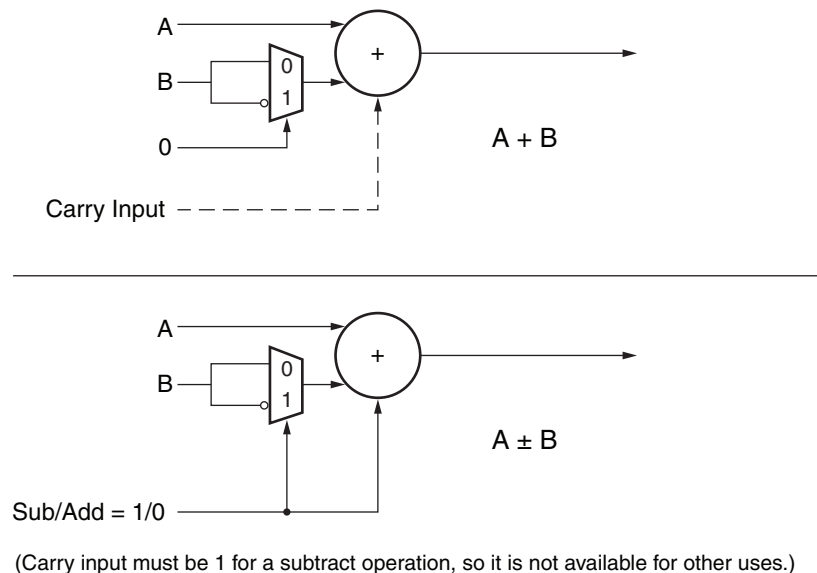 A
B
0
1
+
0
A + B
Carry Input
A
B
0
1
+
A ± B
Sub/Add = 1/0
(Carry input must be 1 for a subtract operation, so it is not available for other uses.)